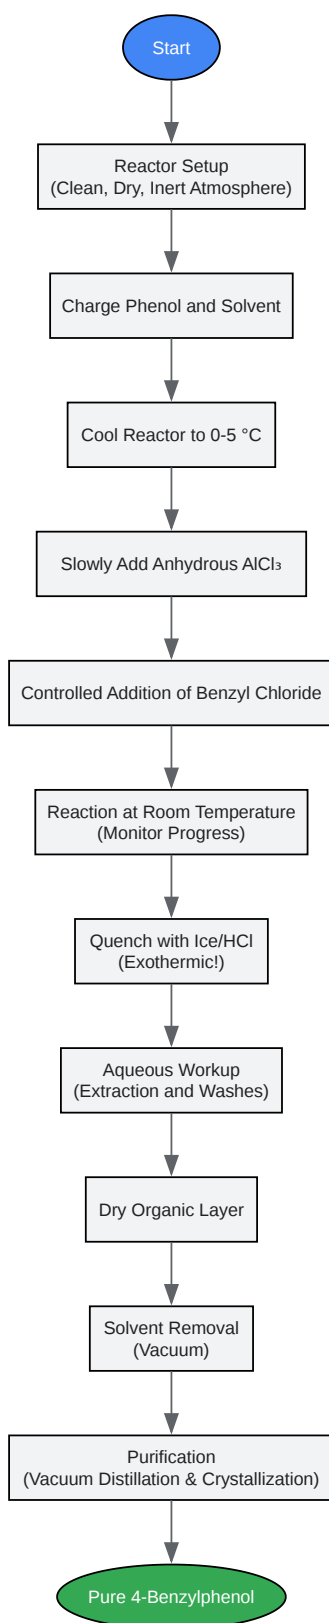 Start
Reactor Setup
(Clean, Dry, Inert Atmosphere)
Charge Phenol and Solvent
Cool Reactor to 0-5 °C
Slowly Add Anhydrous AlCl₃
Controlled Addition of Benzyl Chloride
Reaction at Room Temperature
(Monitor Progress)
Quench with Ice/HCl
(Exothermic!)
Aqueous Workup
(Extraction and Washes)
Dry Organic Layer
Solvent Removal
(Vacuum)
Purification
(Vacuum Distillation & Crystallization)
Pure 4-Benzylphenol